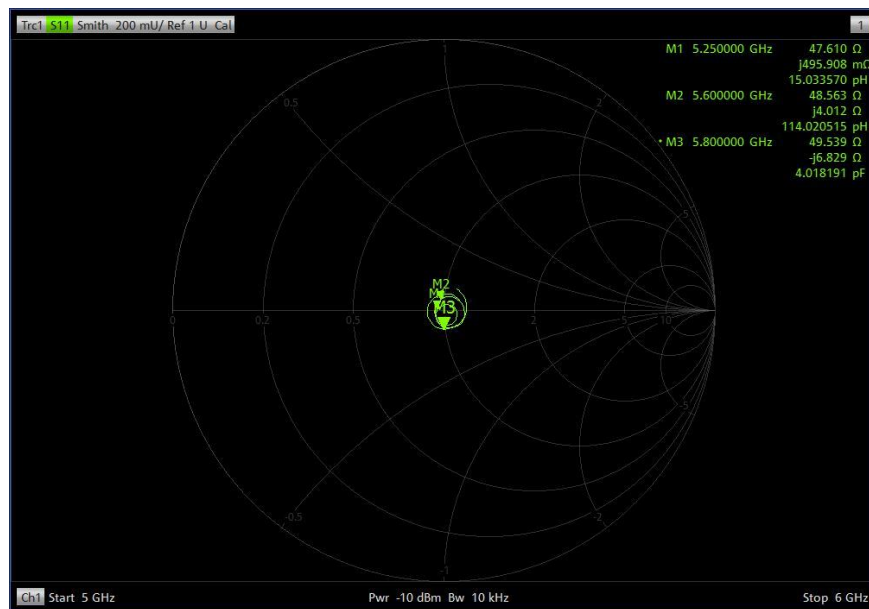 Trc1 S11 Smith 200 mU/ Ref 1 U Cal
1
M1 5.250000 GHz 47.610 Ω
j495.908 mΩ
15.033570 pH
M2 5.600000 GHz 48.563 Ω
j4.012 Ω
114.020515 pH
• M3 5.800000 GHz 49.539 Ω
-j6.829 Ω
4.018191 pF
1
0.5
2
5
M2
M
M3
0
0.2
0.5
2
5
10
-5
-0.5
-2
-1
Ch1 Start 5 GHz Pwr -10 dBm Bw 10 kHz Stop 6 GHz